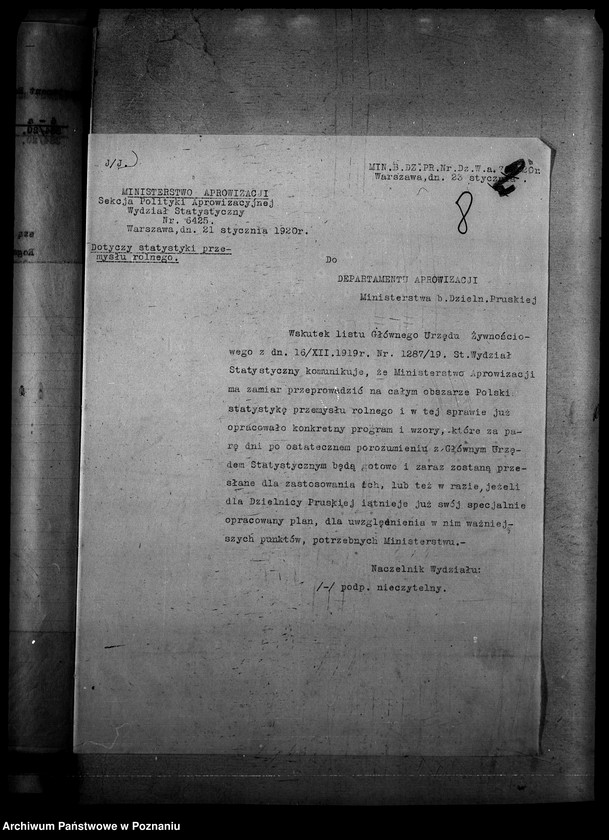 J/J.
MIN.B.DZ.PR.Nr.Dz.W.a.
Warszawa,dn. 23 stycznia
8
MINISTERSTWO APROWIZACJI
Sekcja Polityki Aprowizacyjnej
Wydział Statystyczny
Nr. 6425.
Warszawa,dn. 21 stycznia 1920r.
Dotyczy statystyki prze-
mysłu rolnego.
Do
DEPARTAMENTU APROWIZACJI
Ministerstwa b.Dzieln.Pruskiej
Wskutek listu Głównego Urzędu Żywnościo-
wego z dn. 16/XII.1919r. Nr. 1287/19. St.Wydział
Statystyczny komunikuje, że Ministerstwo Aprowizacji
ma zamiar przeprowadzić na całym obszarze Polski
statystykę przemysłu rolnego i w tej sprawie już
opracowało konkretny program i wzory, które za pa-
rę dni po ostatecznem porozumieniu z Głównym Urzę-
dem Statystycznym będą gotowe i zaraz zostaną prze-
słane dla zastosowania ich, lub też w razie,jeżeli
dla Dzielnicy Pruskiej istnieje już swój specjalnie
opracowany plan, dla uwzględnienia w nim ważniej-
szych punktów, potrzebnych Ministerstwu.-
Naczelnik Wydziału:
/-/ podp. nieczytelny.
Archiwum Państwowe w Poznaniu